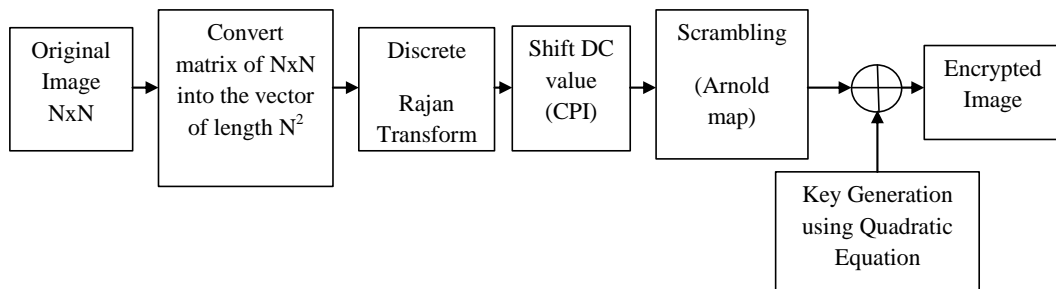 Original
Image
NxN
Convert
matrix of NxN
into the vector
of length N²
Discrete
Rajan
Transform
Shift DC
value
(CPI)
Scrambling
(Arnold
map)
Encrypted
Image
Key Generation
using Quadratic
Equation